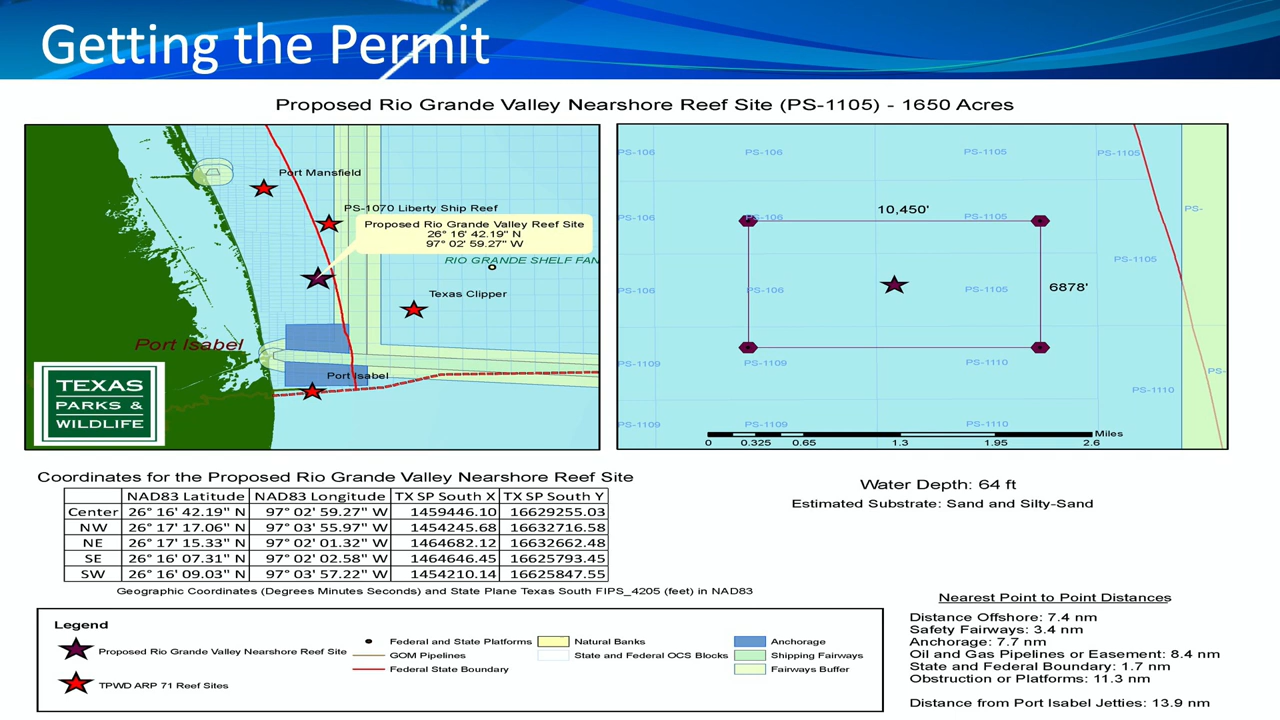 Getting the Permit
Proposed Rio Grande Valley Nearshore Reef Site (PS-1105) - 1650 Acres
Port Mansfield
PS-1070 Liberty Ship Reef
Proposed Rio Grande Valley Reef Site
26° 16' 42.19" N
97° 02' 59.27" W
RIO GRANDE SHELF FAN
Texas Clipper
Port Isabel
Port Isabel
TEXAS
PARKS &
WILDLIFE
PS-106 PS-106 PS-1105 PS-1105
10,450'
PS-106 PS-106 PS-1105 PS-
PS-1105
PS-106 PS-106 PS-1105 6878'
PS-1109 PS-1109 PS-1110 PS-
PS-1110
PS-1109 PS-1109 PS-1110
Miles
0 0.325 0.65 1.3 1.95 2.6
Coordinates for the Proposed Rio Grande Valley Nearshore Reef Site
NAD83 Latitude NAD83 Longitude TX SP South X TX SP South Y
Center 26° 16' 42.19" N 97° 02' 59.27" W 1459446.10 16629255.03
NW 26° 17' 17.06" N 97° 03' 55.97" W 1454245.68 16632716.58
NE 26° 17' 15.33" N 97° 02' 01.32" W 1464682.12 16632662.48
SE 26° 16' 07.31" N 97° 02' 02.58" W 1464646.45 16625793.45
SW 26° 16' 09.03" N 97° 03' 57.22" W 1454210.14 16625847.55
Geographic Coordinates (Degrees Minutes Seconds) and State Plane Texas South FIPS_4205 (feet) in NAD83
Water Depth: 64 ft
Estimated Substrate: Sand and Silty-Sand
Legend
Proposed Rio Grande Valley Nearshore Reef Site
TPWD ARP 71 Reef Sites
Federal and State Platforms
GOM Pipelines
Federal State Boundary
Natural Banks
State and Federal OCS Blocks
Anchorage
Shipping Fairways
Fairways Buffer
Nearest Point to Point Distances
Distance Offshore: 7.4 nm
Safety Fairways: 3.4 nm
Anchorage: 7.7 nm
Oil and Gas Pipelines or Easement: 8.4 nm
State and Federal Boundary: 1.7 nm
Obstruction or Platforms: 11.3 nm
Distance from Port Isabel Jetties: 13.9 nm